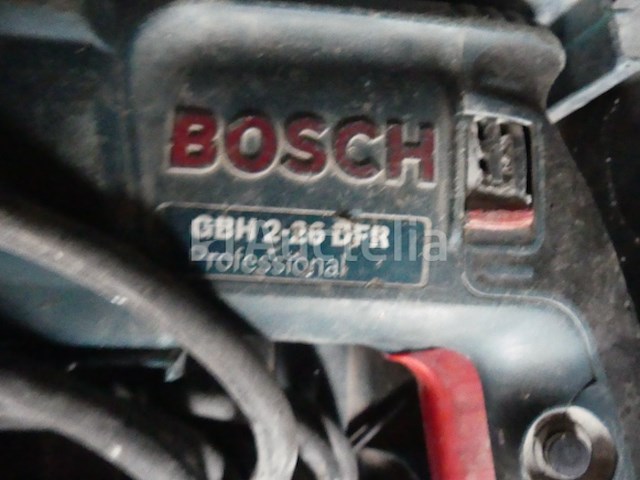 BOSCH
GBH 2-26 DFR
Professional